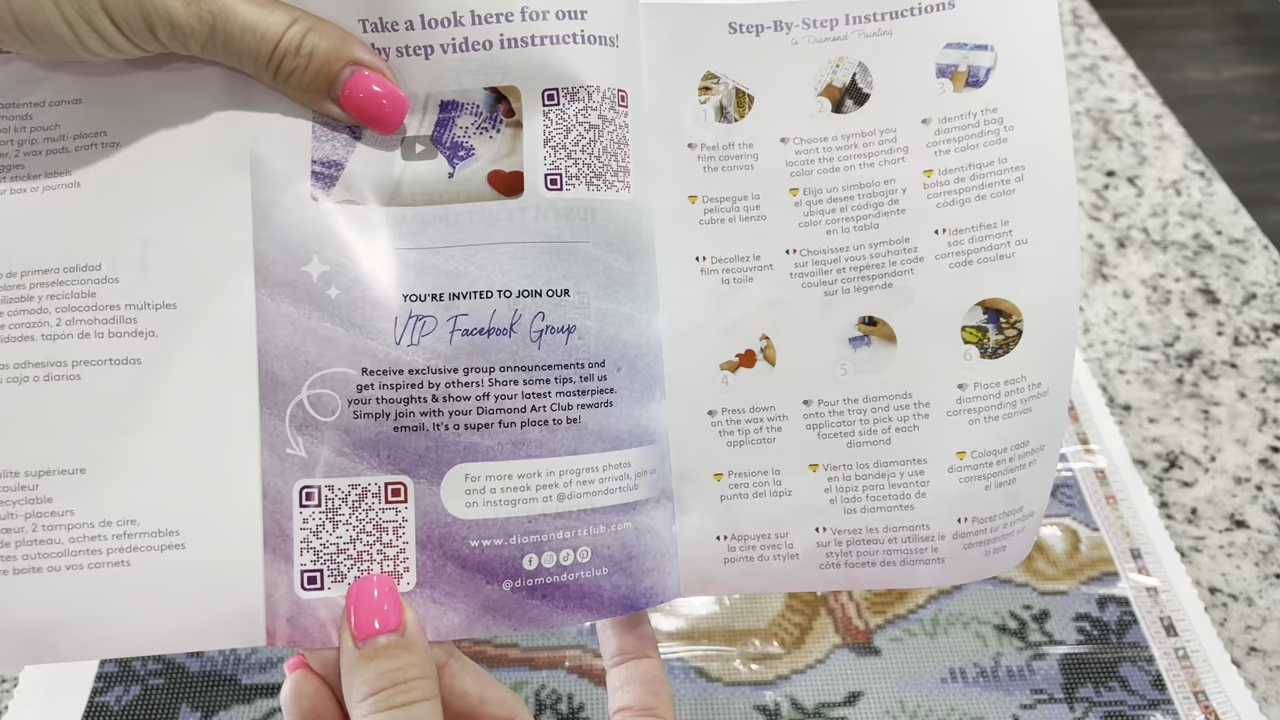 patented canvas
monds
ol kit pouch
ort grip, multi-placers
er, 2 wax pads, craft tray,
ggies
ut sticker labels
ur box or journals
o de primera calidad
olores preseleccionados
tilizable y reciclable
e cómodo, colocadores múltiples
e corazón, 2 almohadillas
lidades. tapón de la bandeja,
as adhesivas precortadas
u caja o diarios
lité supérieure
couleur
ecyclable
ulti-placeurs
œur, 2 tampons de cire,
de plateau, achets refermables
tes autocollantes prédécoupées
re boite ou vos carnets
Take a look here for our
by step video instructions!
YOU'RE INVITED TO JOIN OUR
VIP Facebook Group
Receive exclusive group announcements and
get inspired by others! Share some tips, tell us
your thoughts & show off your latest masterpiece.
Simply join with your Diamond Art Club rewards
email. It's a super fun place to be!
For more work in progress photos
and a sneak peek of new arrivals, join us
on instagram at @diamondartclub
www.diamondartclub.com
@diamondartclub
Step-By-Step Instructions
to Diamond Painting
1
Peel off the
film covering
the canvas
Despegue la
película que
cubre el lienzo
Décollez le
film recouvrant
la toile
2
Choose a symbol you
want to work on and
locate the corresponding
color code on the chart
Elija un símbolo en
el que desee trabajar y
ubique el código de
color correspondiente
en la tabla
Choisissez un symbole
sur lequel vous souhaitez
travailler et repérez le code
couleur correspondant
sur la légende
3
Identify the
diamond bag
corresponding to
the color code
Identifique la
bolsa de diamantes
correspondiente al
código de color
Identifiez le
sac diamant
correspondant au
code couleur
4
Press down
on the wax with
the tip of the
applicator
Presione la
cera con la
punta del lápiz
Appuyez sur
la cire avec la
pointe du stylet
5
Pour the diamonds
onto the tray and use the
applicator to pick up the
faceted side of each
diamond
Vierta los diamantes
en la bandeja y use
el lápiz para levantar
el lado facetado de
los diamantes
Versez les diamants
sur le plateau et utilisez le
stylet pour ramasser le
côté faceté des diamants
6
Place each
diamond onto the
corresponding symbol
on the canvas
Coloque cada
diamante en el símbolo
correspondiente en
el lienzo
Placez chaque
diamant sur le symbole
correspondant sur
la toile